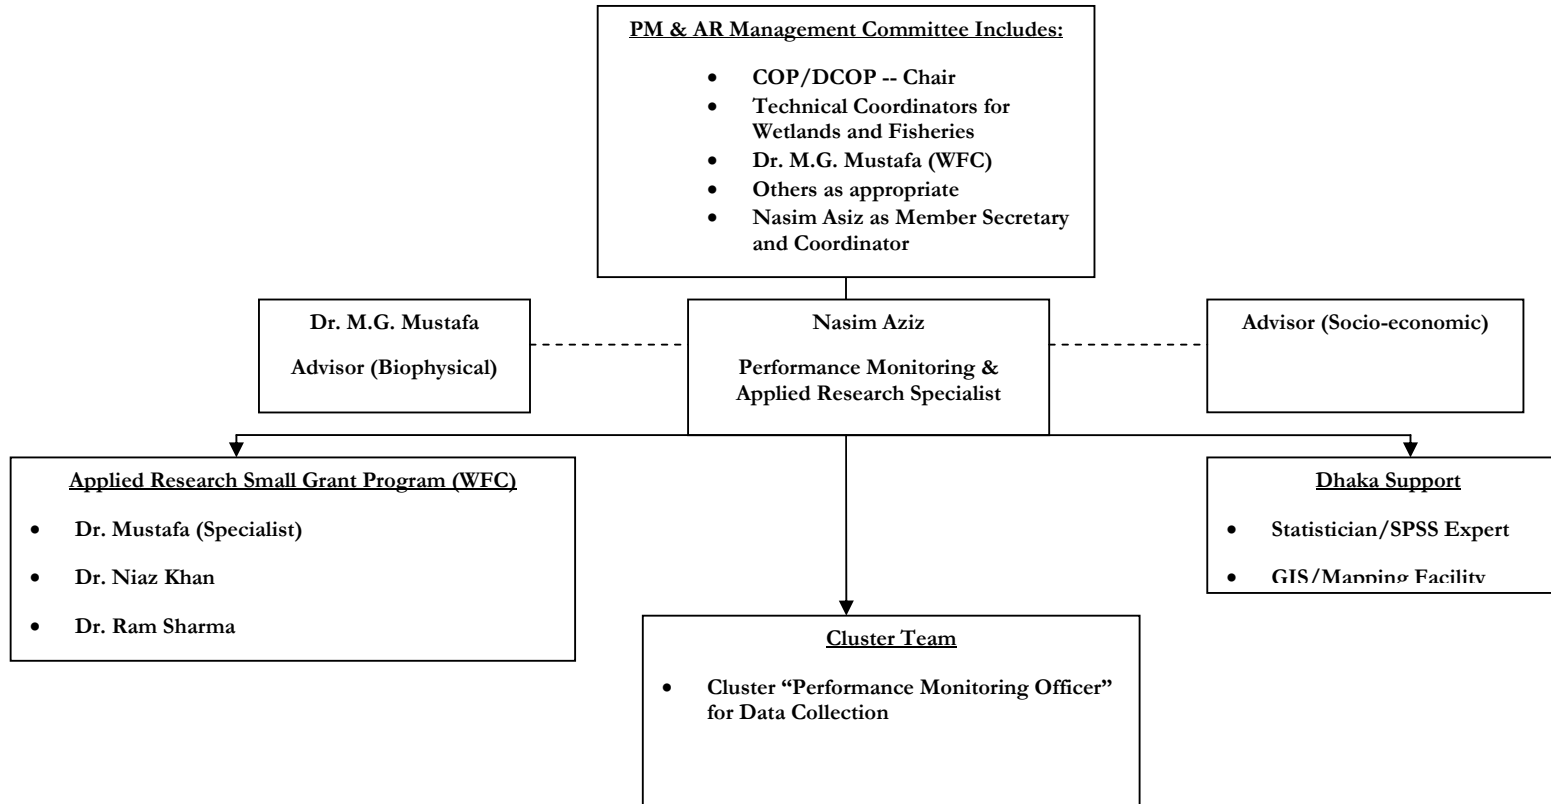 PM & AR Management Committee Includes:
• COP/DCOP -- Chair
• Technical Coordinators for
Wetlands and Fisheries
• Dr. M.G. Mustafa (WFC)
• Others as appropriate
• Nasim Asiz as Member Secretary
and Coordinator
Dr. M.G. Mustafa
Advisor (Biophysical)
Nasim Aziz
Performance Monitoring &
Applied Research Specialist
Advisor (Socio-economic)
Applied Research Small Grant Program (WFC)
• Dr. Mustafa (Specialist)
• Dr. Niaz Khan
• Dr. Ram Sharma
Cluster Team
• Cluster “Performance Monitoring Officer”
for Data Collection
Dhaka Support
• Statistician/SPSS Expert
• GIS/Mapping Facility